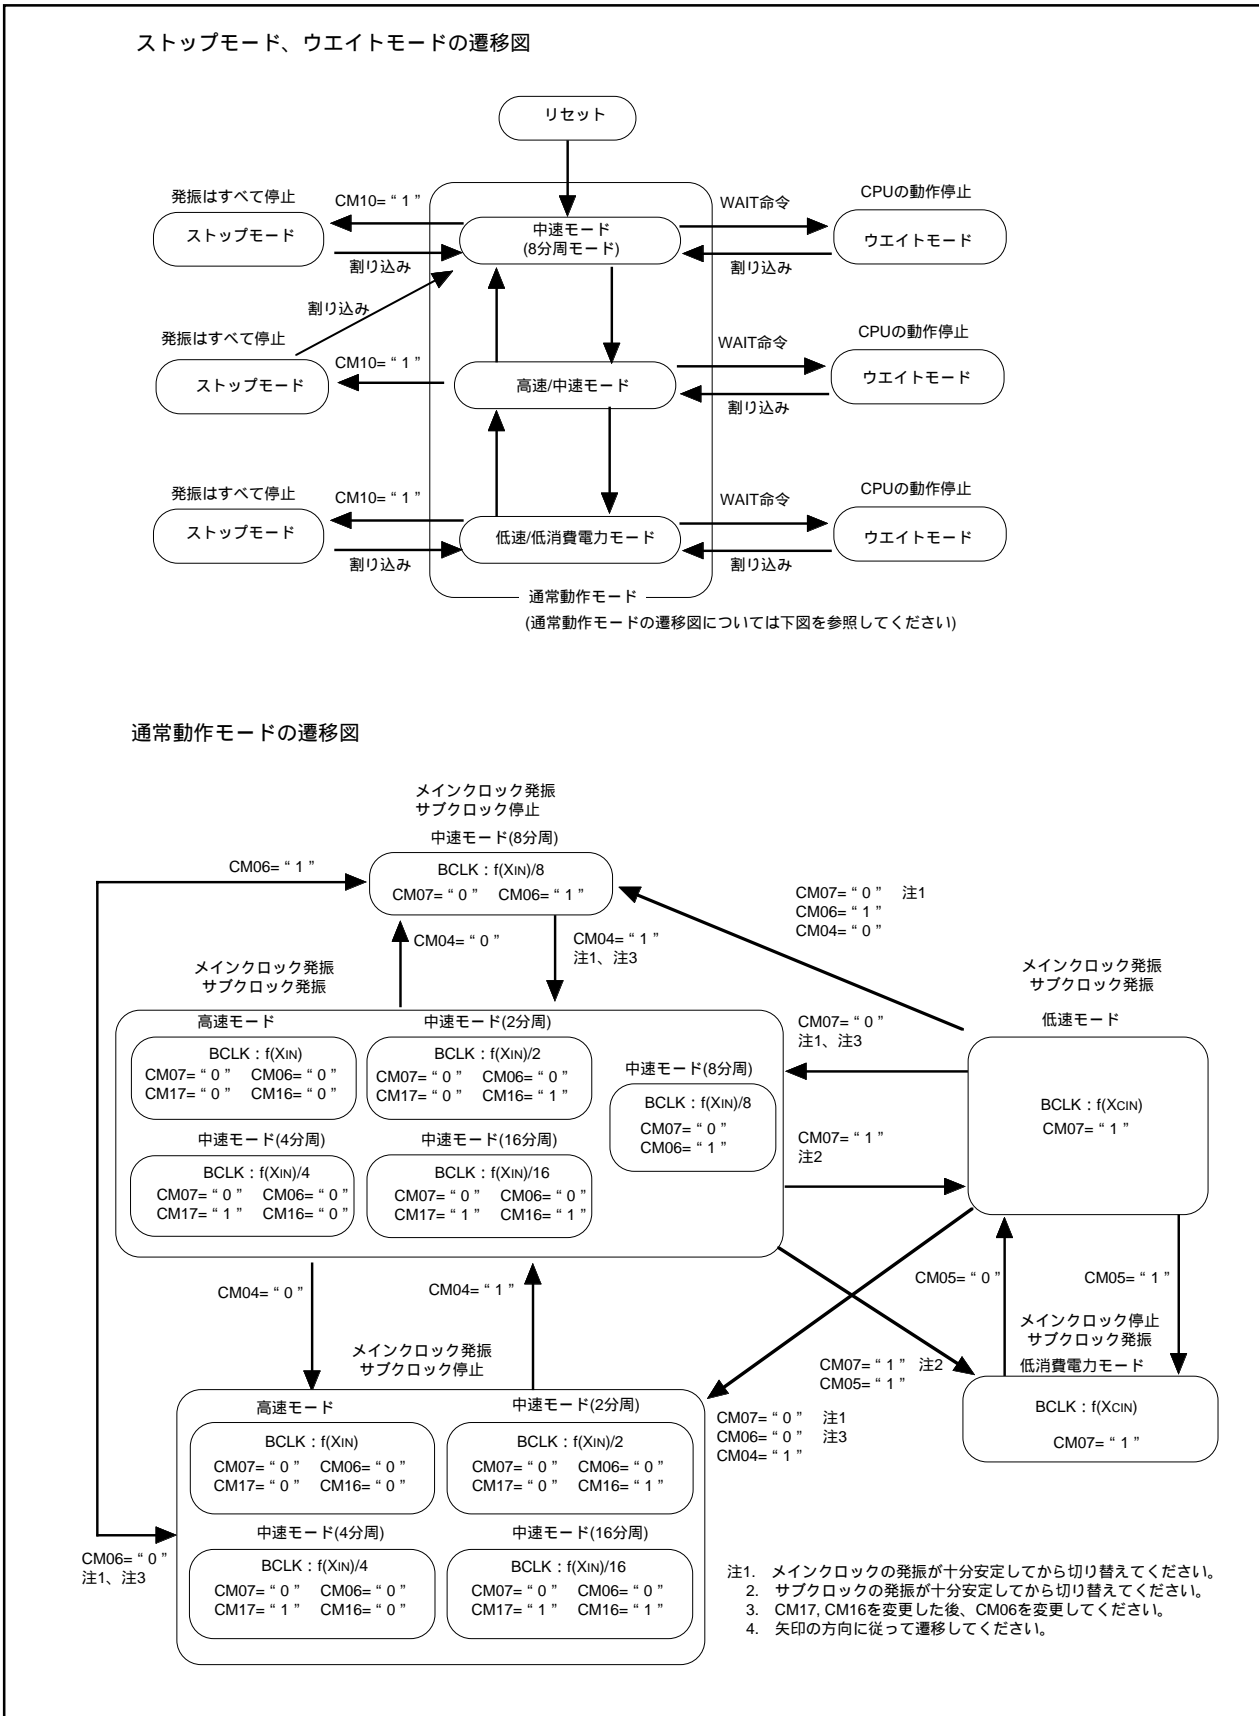 ストップモード、ウエイトモードの遷移図
リセット
発振はすべて停止
CM10= “ 1 ”
ストップモード
割り込み
中速モード
(8分周モード)
WAIT命令
CPUの動作停止
ウエイトモード
割り込み
割り込み
発振はすべて停止
CM10= “ 1 ”
ストップモード
高速/中速モード
WAIT命令
CPUの動作停止
ウエイトモード
割り込み
発振はすべて停止
CM10= “ 1 ”
ストップモード
割り込み
低速/低消費電力モード
WAIT命令
CPUの動作停止
ウエイトモード
割り込み
通常動作モード
(通常動作モードの遷移図については下図を参照してください)
通常動作モードの遷移図
メインクロック発振
サブクロック停止
中速モード(8分周)
CM06= “ 1 ”
BCLK : f(XIN)/8
CM07= “ 0 ” CM06= “ 1 ”
CM07= “ 0 ” 注1
CM06= “ 1 ”
CM04= “ 0 ”
CM04= “ 0 ”
CM04= “ 1 ”
注1、注3
メインクロック発振
サブクロック発振
メインクロック発振
サブクロック発振
低速モード
高速モード
BCLK : f(XIN)
CM07= “ 0 ” CM06= “ 0 ”
CM17= “ 0 ” CM16= “ 0 ”
中速モード(2分周)
BCLK : f(XIN)/2
CM07= “ 0 ” CM06= “ 0 ”
CM17= “ 0 ” CM16= “ 1 ”
中速モード(8分周)
BCLK : f(XIN)/8
CM07= “ 0 ”
CM06= “ 1 ”
CM07= “ 0 ”
注1、注3
BCLK : f(XCIN)
CM07= “ 1 ”
中速モード(4分周)
BCLK : f(XIN)/4
CM07= “ 0 ” CM06= “ 0 ”
CM17= “ 1 ” CM16= “ 0 ”
中速モード(16分周)
BCLK : f(XIN)/16
CM07= “ 0 ” CM06= “ 0 ”
CM17= “ 1 ” CM16= “ 1 ”
CM07= “ 1 ”
注2
CM04= “ 0 ”
CM04= “ 1 ”
CM05= “ 0 ”
CM05= “ 1 ”
メインクロック発振
サブクロック停止
メインクロック停止
サブクロック発振
低消費電力モード
CM07= “ 1 ” 注2
CM05= “ 1 ”
BCLK : f(XCIN)
CM07= “ 1 ”
CM07= “ 0 ” 注1
CM06= “ 0 ” 注3
CM04= “ 1 ”
高速モード
BCLK : f(XIN)
CM07= “ 0 ” CM06= “ 0 ”
CM17= “ 0 ” CM16= “ 0 ”
中速モード(2分周)
BCLK : f(XIN)/2
CM07= “ 0 ” CM06= “ 0 ”
CM17= “ 0 ” CM16= “ 1 ”
中速モード(4分周)
BCLK : f(XIN)/4
CM07= “ 0 ” CM06= “ 0 ”
CM17= “ 1 ” CM16= “ 0 ”
中速モード(16分周)
BCLK : f(XIN)/16
CM07= “ 0 ” CM06= “ 0 ”
CM17= “ 1 ” CM16= “ 1 ”
CM06= “ 0 ”
注1、注3
注1. メインクロックの発振が十分安定してから切り替えてください。
2. サブクロックの発振が十分安定してから切り替えてください。
3. CM17, CM16を変更した後、CM06を変更してください。
4. 矢印の方向に従って遷移してください。